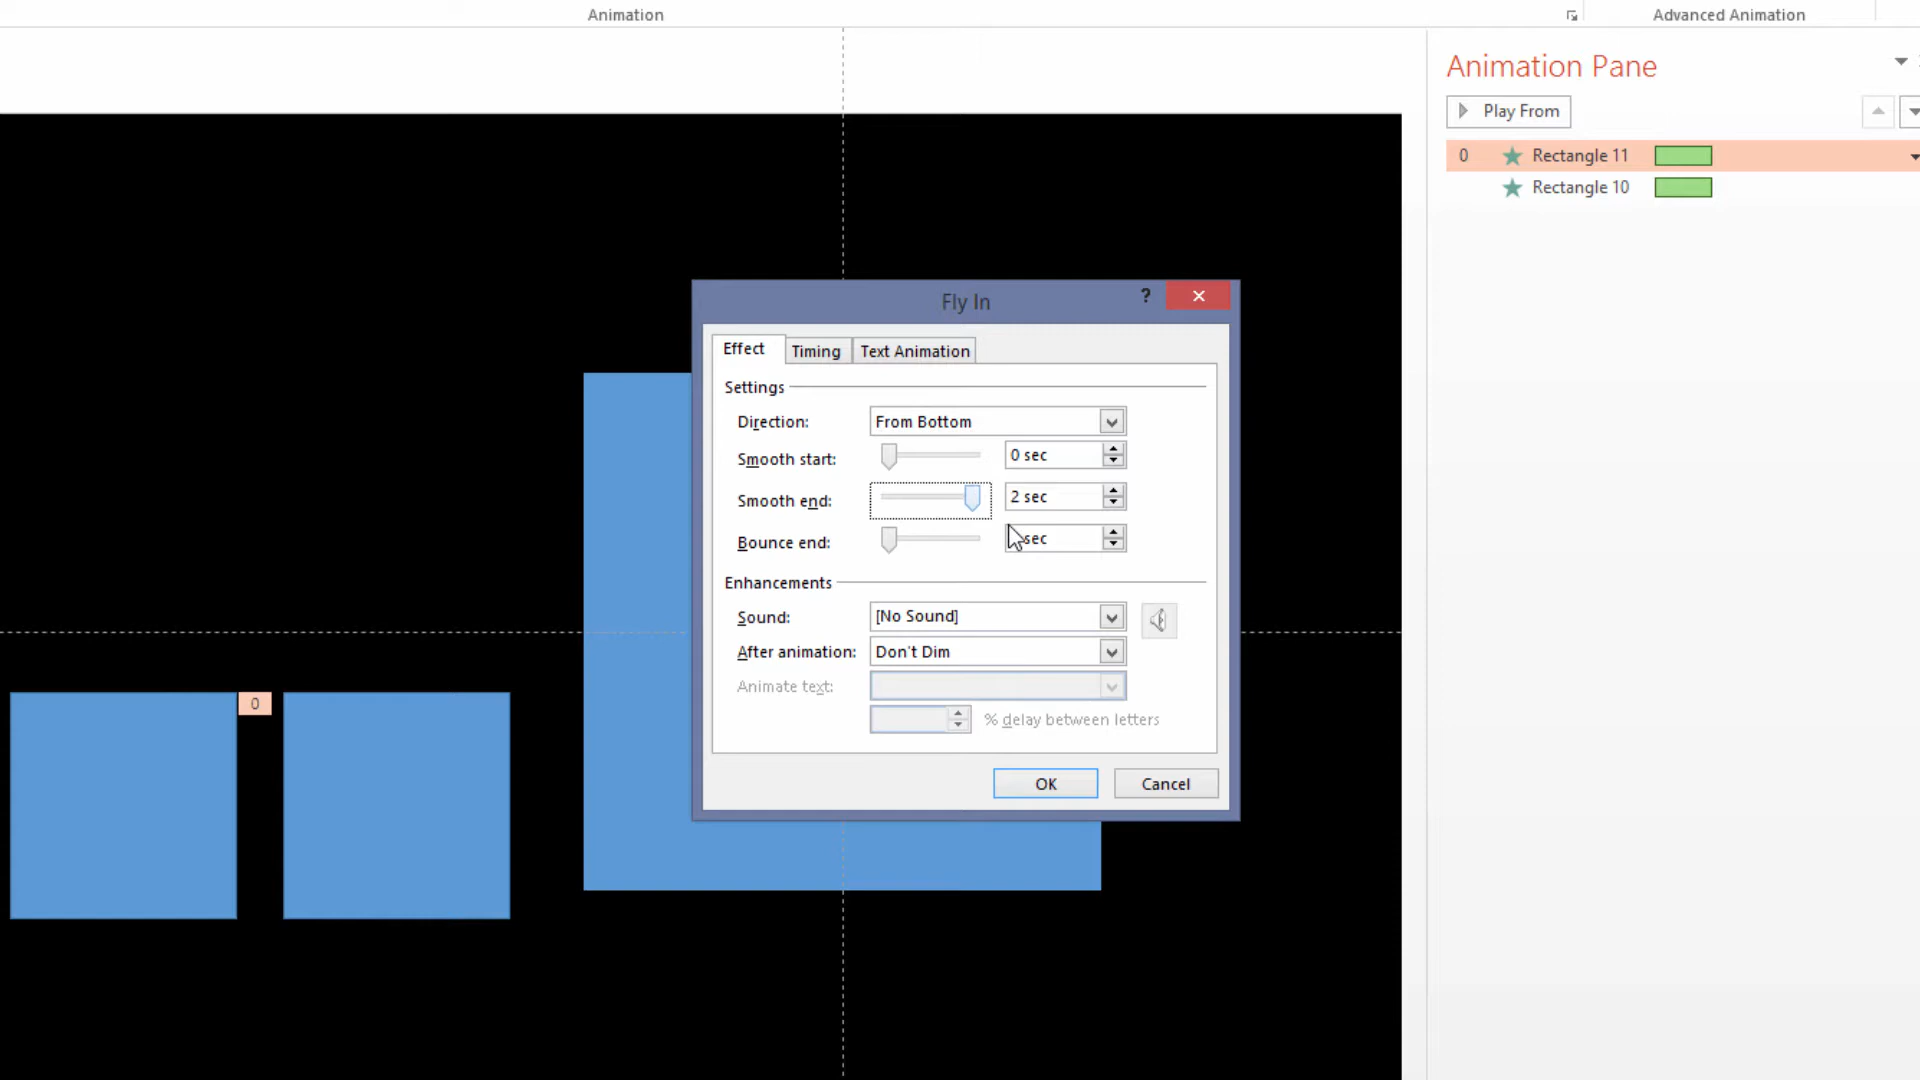 Animation
Advanced Animation
Animation Pane
Play From
0 Rectangle 11
Rectangle 10
Fly In
?
Effect Timing Text Animation
Settings
Direction: From Bottom
Smooth start: 0 sec
Smooth end: 2 sec
Bounce end: sec
Enhancements
Sound: [No Sound]
After animation: Don't Dim
Animate text:
% delay between letters
OK Cancel
0